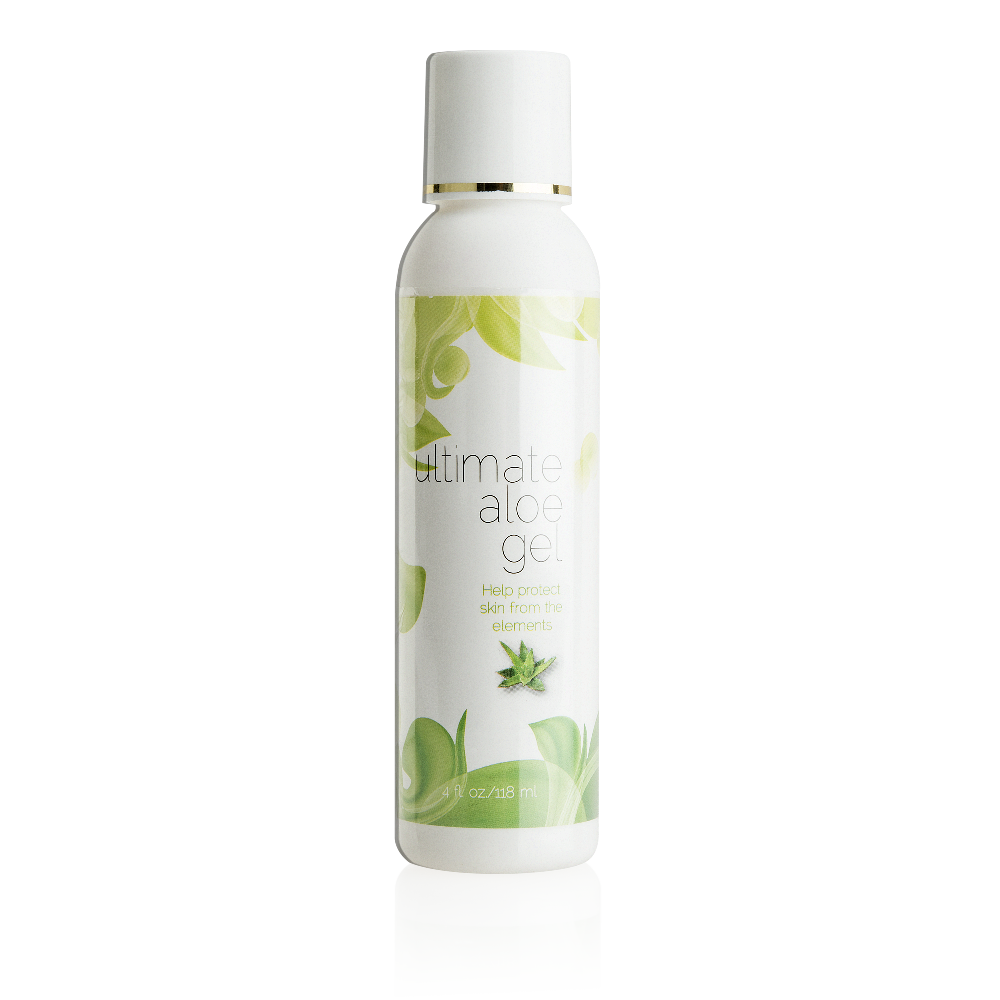 ultimate
aloe
gel
Help protect
skin from the
elements
4 fl. oz./118 ml